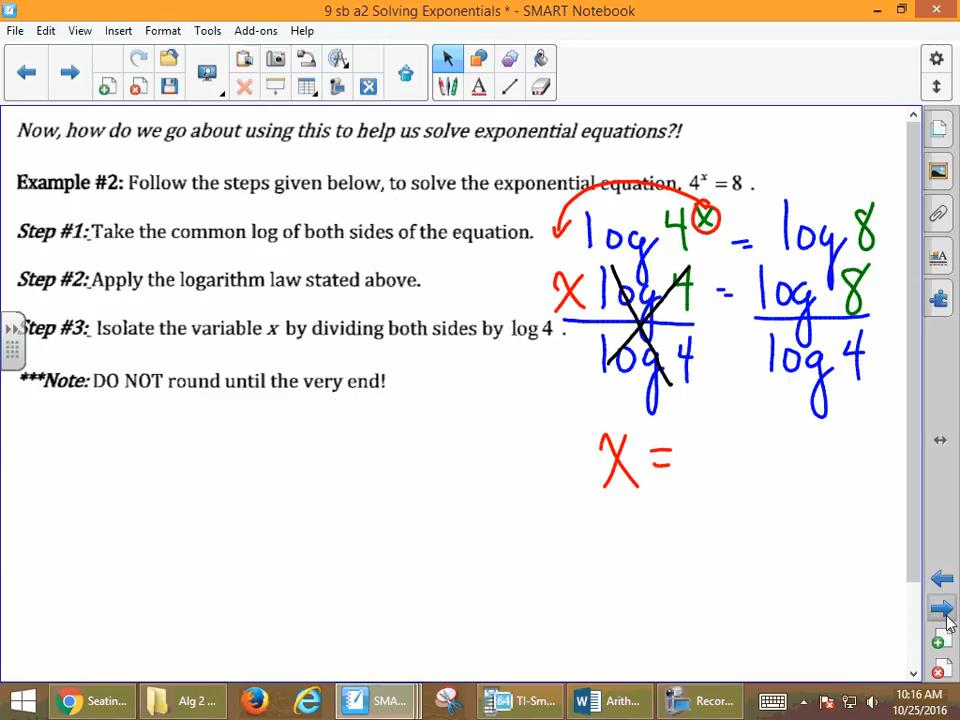 9 sb a2 Solving Exponentials * - SMART Notebook
File Edit View Insert Format Tools Add-ons Help
Now, how do we go about using this to help us solve exponential equations?!
Example #2: Follow the steps given below, to solve the exponential equation, 4ˣ = 8 .
Step #1: Take the common log of both sides of the equation.
log 4ˣ = log 8
Step #2: Apply the logarithm law stated above.
x log 4 = log 8
Step #3: Isolate the variable x by dividing both sides by log 4 .
log 4 log 4
***Note: DO NOT round until the very end!
x =
Seatin...
Alg 2 ...
SMA...
TI-Sm...
Arith...
Recor...
10:16 AM
10/25/2016